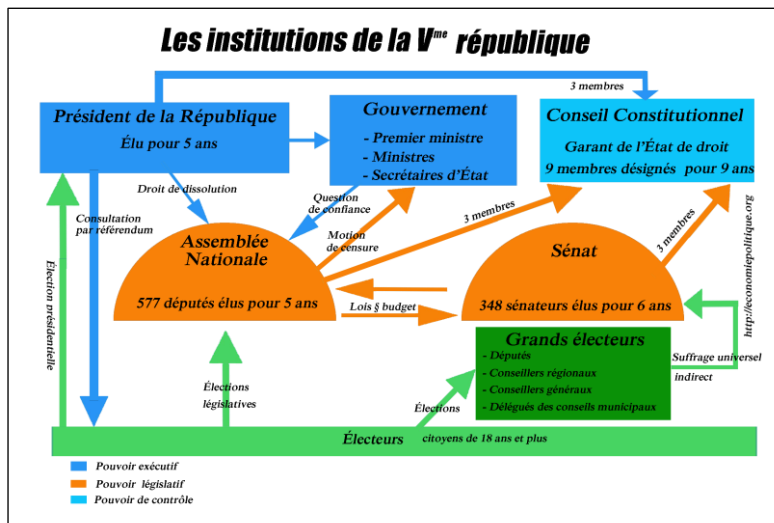 Les institutions de la Vme république
3 membres
Président de la République
Élu pour 5 ans
Gouvernement
- Premier ministre
- Ministres
- Secrétaires d'État
Conseil Constitutionnel
Garant de l'État de droit
9 membres désignés pour 9 ans
Droit de dissolution
Consultation
par référendum
Question
de confiance
Motion
de censure
3 membres
3 membres
http://economiepolitique.org
Élection présidentielle
Assemblée
Nationale
577 députés élus pour 5 ans
Sénat
348 sénateurs élus pour 6 ans
Lois § budget
Grands électeurs
- Députés
- Conseillers régionaux
- Conseillers généraux
- Délégués des conseils municipaux
Suffrage universel
indirect
Élections
législatives
Élections
Électeurs citoyens de 18 ans et plus
Pouvoir exécutif
Pouvoir législatif
Pouvoir de contrôle